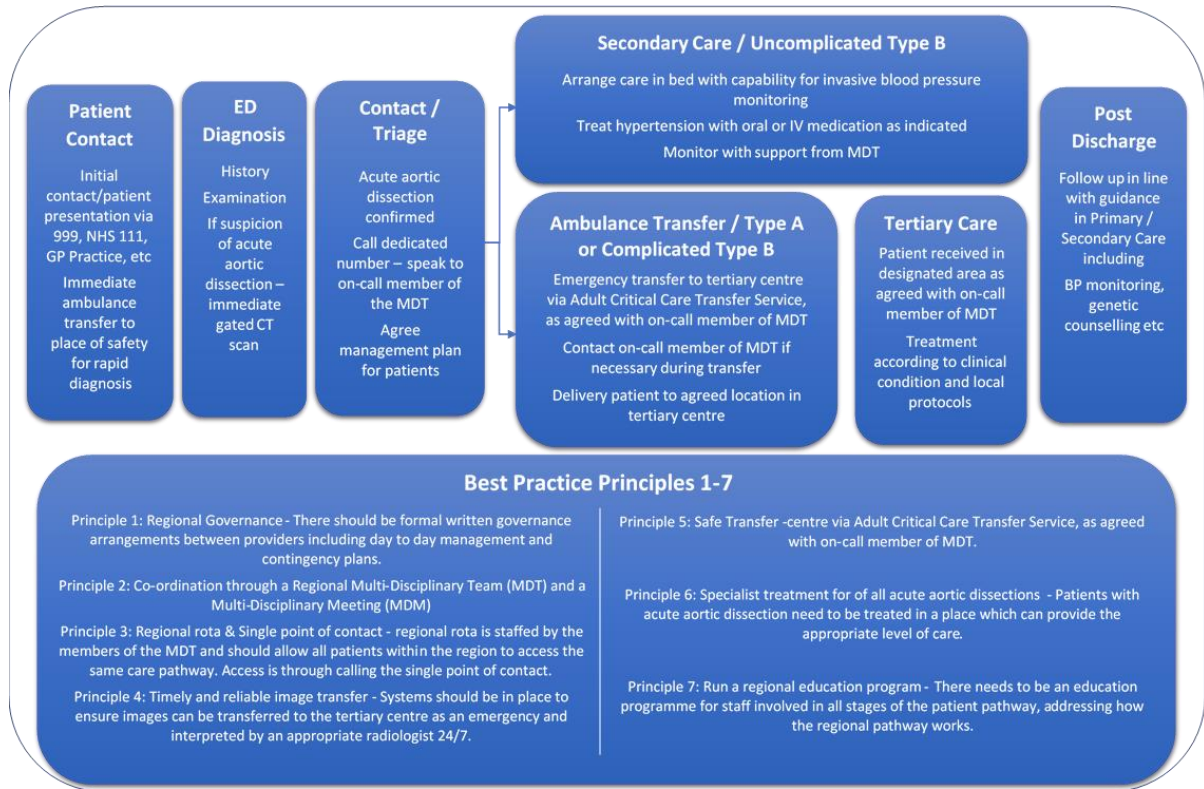 Patient
Contact
Initial
contact/patient
presentation via
999, NHS 111,
GP Practice, etc
Immediate
ambulance
transfer to
place of safety
for rapid
diagnosis
ED
Diagnosis
History
Examination
If suspicion of
acute aortic
dissection –
immediate
gated CT
scan
Contact /
Triage
Acute aortic
dissection
confirmed
Call dedicated
number – speak to
on-call member of
the MDT
Agree
management plan
for patients
Secondary Care / Uncomplicated Type B
Arrange care in bed with capability for invasive blood pressure
monitoring
Treat hypertension with oral or IV medication as indicated
Monitor with support from MDT
Ambulance Transfer / Type A
or Complicated Type B
Emergency transfer to tertiary centre
via Adult Critical Care Transfer Service,
as agreed with on-call member of MDT
Contact on-call member of MDT if
necessary during transfer
Delivery patient to agreed location in
tertiary centre
Tertiary Care
Patient received in
designated area as
agreed with on-call
member of MDT
Treatment
according to clinical
condition and local
protocols
Post
Discharge
Follow up in line
with guidance
in Primary /
Secondary Care
including
BP monitoring,
genetic
counselling etc
Best Practice Principles 1-7
Principle 1: Regional Governance - There should be formal written governance
arrangements between providers including day to day management and
contingency plans.
Principle 2: Co-ordination through a Regional Multi-Disciplinary Team (MDT) and a
Multi-Disciplinary Meeting (MDM)
Principle 3: Regional rota & Single point of contact - regional rota is staffed by the
members of the MDT and should allow all patients within the region to access the
same care pathway. Access is through calling the single point of contact.
Principle 4: Timely and reliable image transfer - Systems should be in place to
ensure images can be transferred to the tertiary centre as an emergency and
interpreted by an appropriate radiologist 24/7.
Principle 5: Safe Transfer -centre via Adult Critical Care Transfer Service, as agreed
with on-call member of MDT.
Principle 6: Specialist treatment for of all acute aortic dissections - Patients with
acute aortic dissection need to be treated in a place which can provide the
appropriate level of care.
Principle 7: Run a regional education program - There needs to be an education
programme for staff involved in all stages of the patient pathway, addressing how
the regional pathway works.